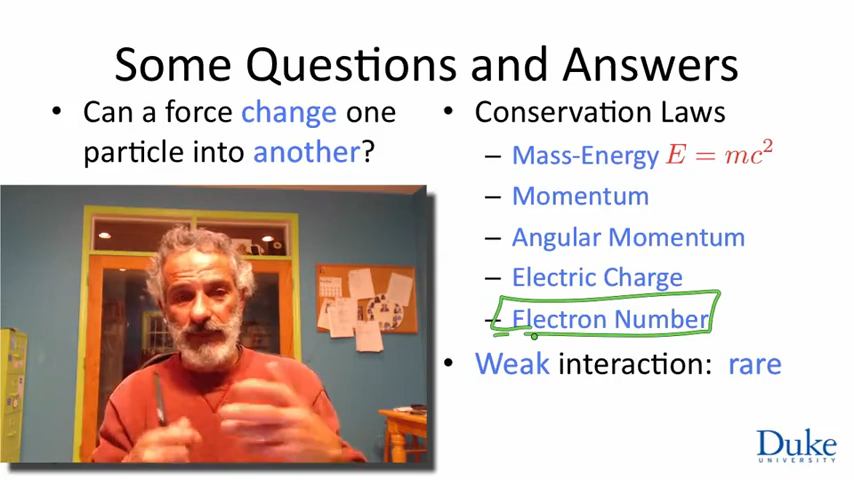 Some Questions and Answers
• Can a force change one
particle into another?
• Conservation Laws
– Mass-Energy E = mc²
– Momentum
– Angular Momentum
– Electric Charge
– Electron Number
• Weak interaction: rare
Duke
UNIVERSITY